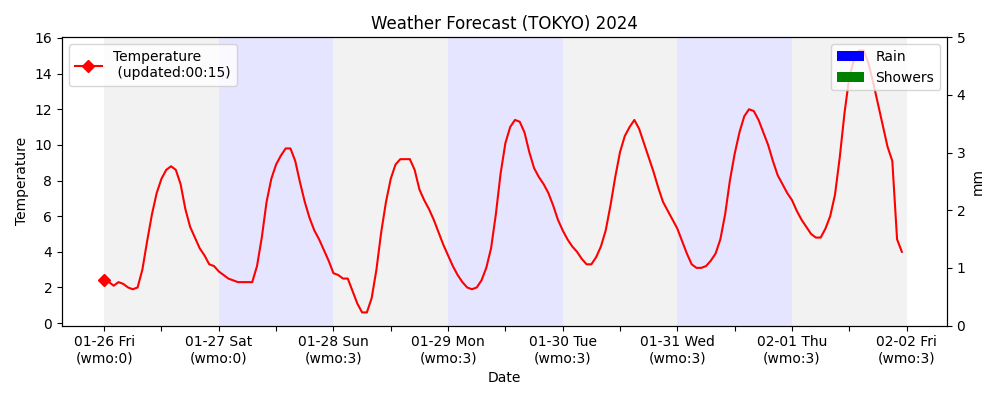 Weather Forecast (TOKYO) 2024
Temperature
(updated:00:15)
Rain
Showers
16
14
12
10
8
6
4
2
0
Temperature
5
4
3
2
1
0
mm
01-26 Fri
(wmo:0)
01-27 Sat
(wmo:0)
01-28 Sun
(wmo:3)
01-29 Mon
(wmo:3)
01-30 Tue
(wmo:3)
01-31 Wed
(wmo:3)
02-01 Thu
(wmo:3)
02-02 Fri
(wmo:3)
Date